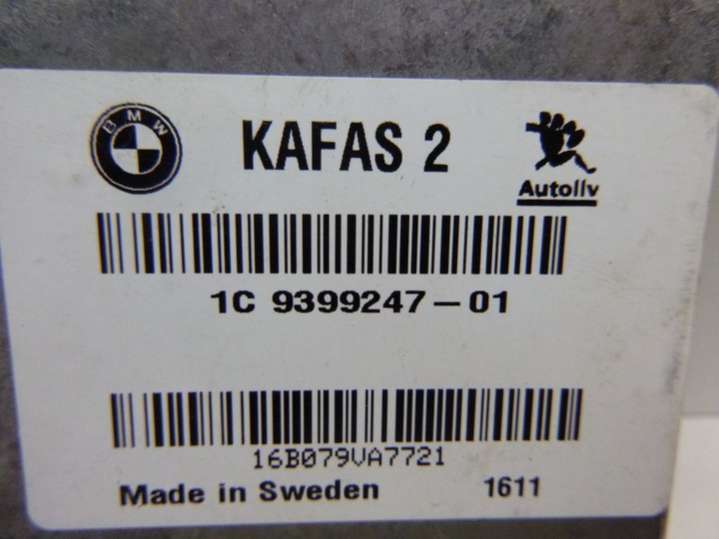 BMW
KAFAS 2
Autoliv
1C 9399247-01
16B079VA7721
Made in Sweden 1611